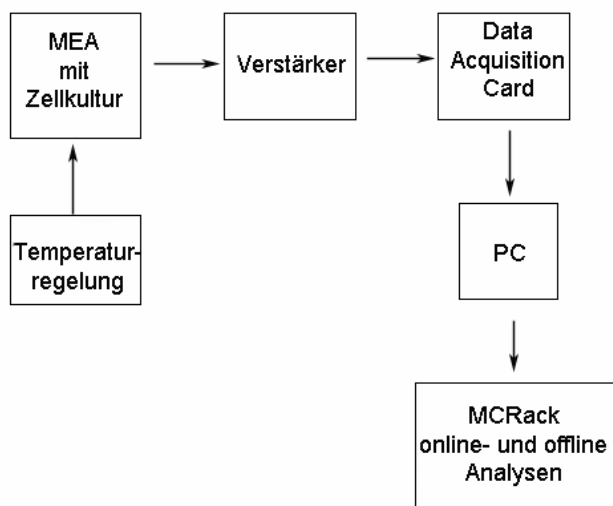 MEA
mit
Zellkultur
Verstärker
Data
Acquisition
Card
Temperatur-
regelung
PC
MCRack
online- und offline
Analysen